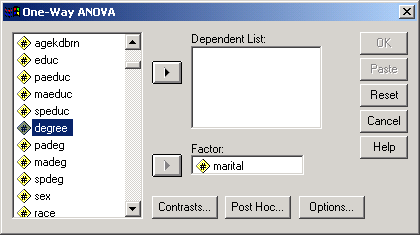 One-Way ANOVA
agekdbrn
educ
paeduc
maeduc
speduc
degree
padeg
madeg
spdeg
sex
race
Dependent List:
Factor:
marital
OK
Paste
Reset
Cancel
Help
Contrasts...
Post Hoc...
Options...